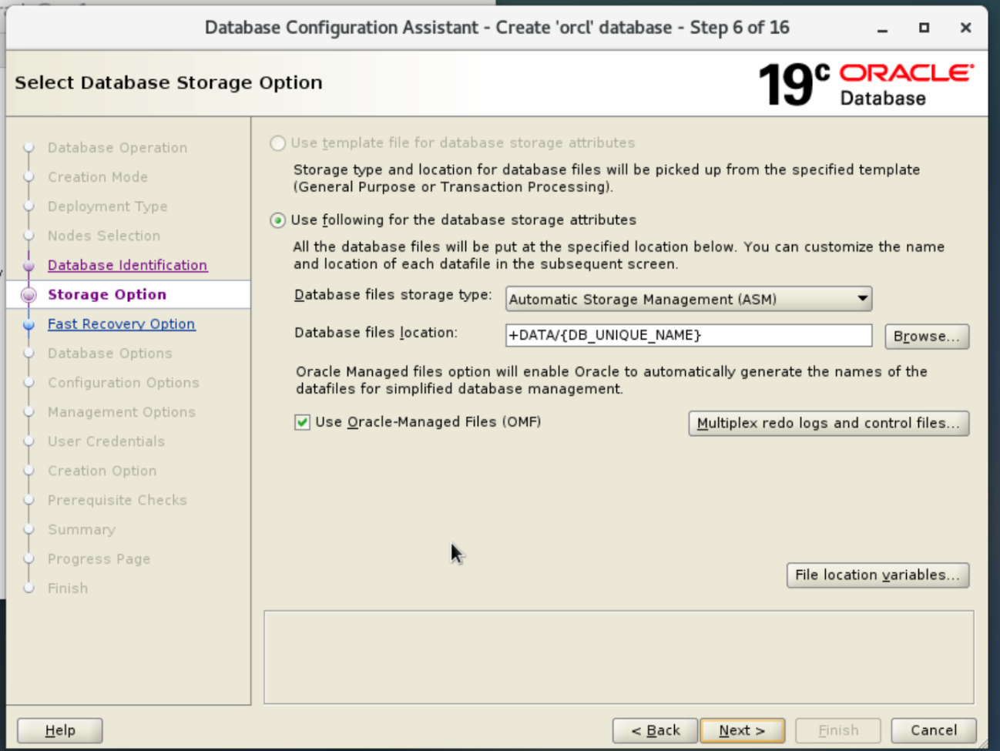 Database Configuration Assistant - Create 'orcl' database - Step 6 of 16
Select Database Storage Option
19c ORACLE
Database
Database Operation
Creation Mode
Deployment Type
Nodes Selection
Database Identification
Storage Option
Fast Recovery Option
Database Options
Configuration Options
Management Options
User Credentials
Creation Option
Prerequisite Checks
Summary
Progress Page
Finish
Use template file for database storage attributes
Storage type and location for database files will be picked up from the specified template
(General Purpose or Transaction Processing).
Use following for the database storage attributes
All the database files will be put at the specified location below. You can customize the name
and location of each datafile in the subsequent screen.
Database files storage type: Automatic Storage Management (ASM)
Database files location: +DATA/{DB_UNIQUE_NAME} Browse...
Oracle Managed files option will enable Oracle to automatically generate the names of the
datafiles for simplified database management.
Use Oracle-Managed Files (OMF) Multiplex redo logs and control files...
File location variables...
Help < Back Next > Finish Cancel